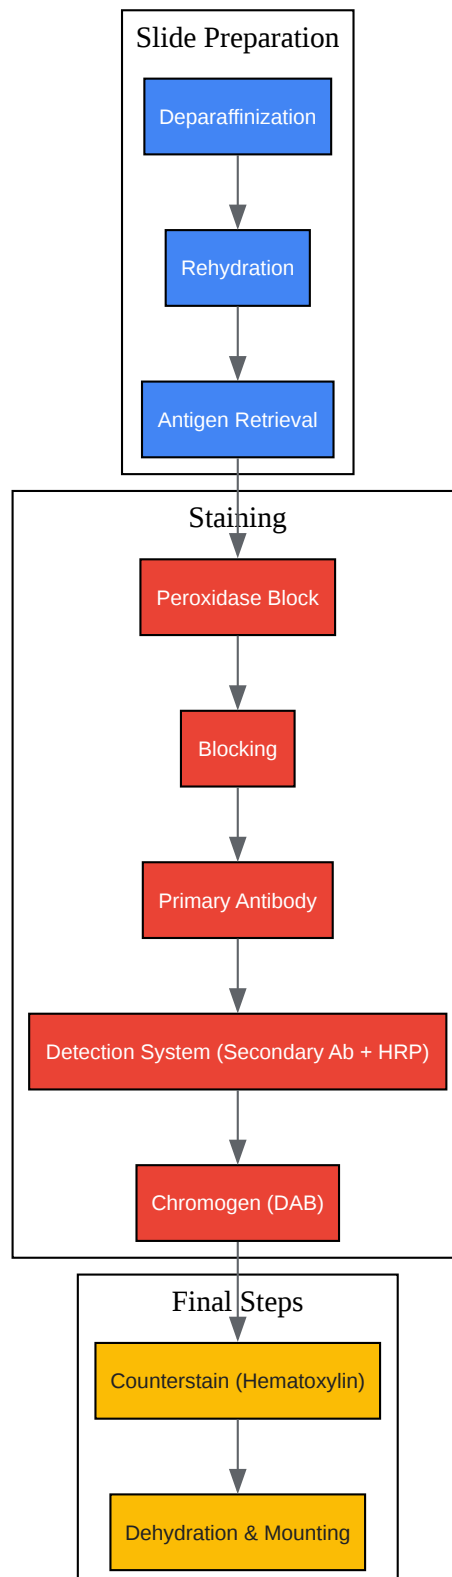 Slide Preparation
Deparaffinization
Rehydration
Antigen Retrieval
Staining
Peroxidase Block
Blocking
Primary Antibody
Detection System (Secondary Ab + HRP)
Chromogen (DAB)
Final Steps
Counterstain (Hematoxylin)
Dehydration & Mounting